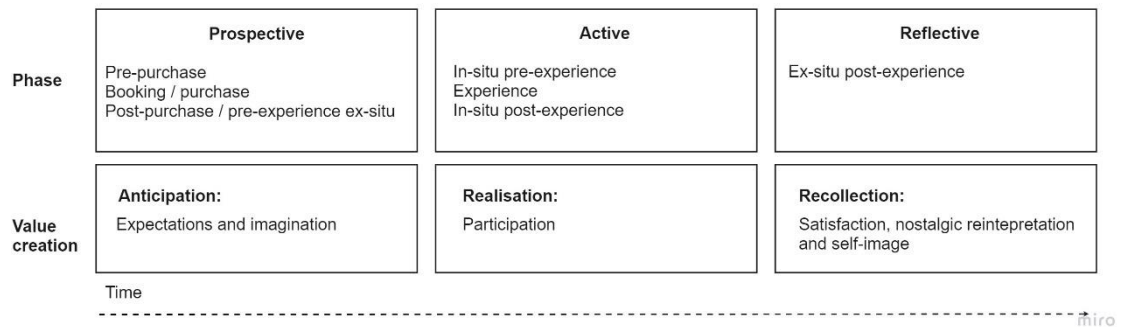 Prospective
Active
Reflective
Phase
Pre-purchase
Booking / purchase
Post-purchase / pre-experience ex-situ
In-situ pre-experience
Experience
In-situ post-experience
Ex-situ post-experience
Value
creation
Anticipation:
Expectations and imagination
Realisation:
Participation
Recollection:
Satisfaction, nostalgic reintepretation
and self-image
Time
miro